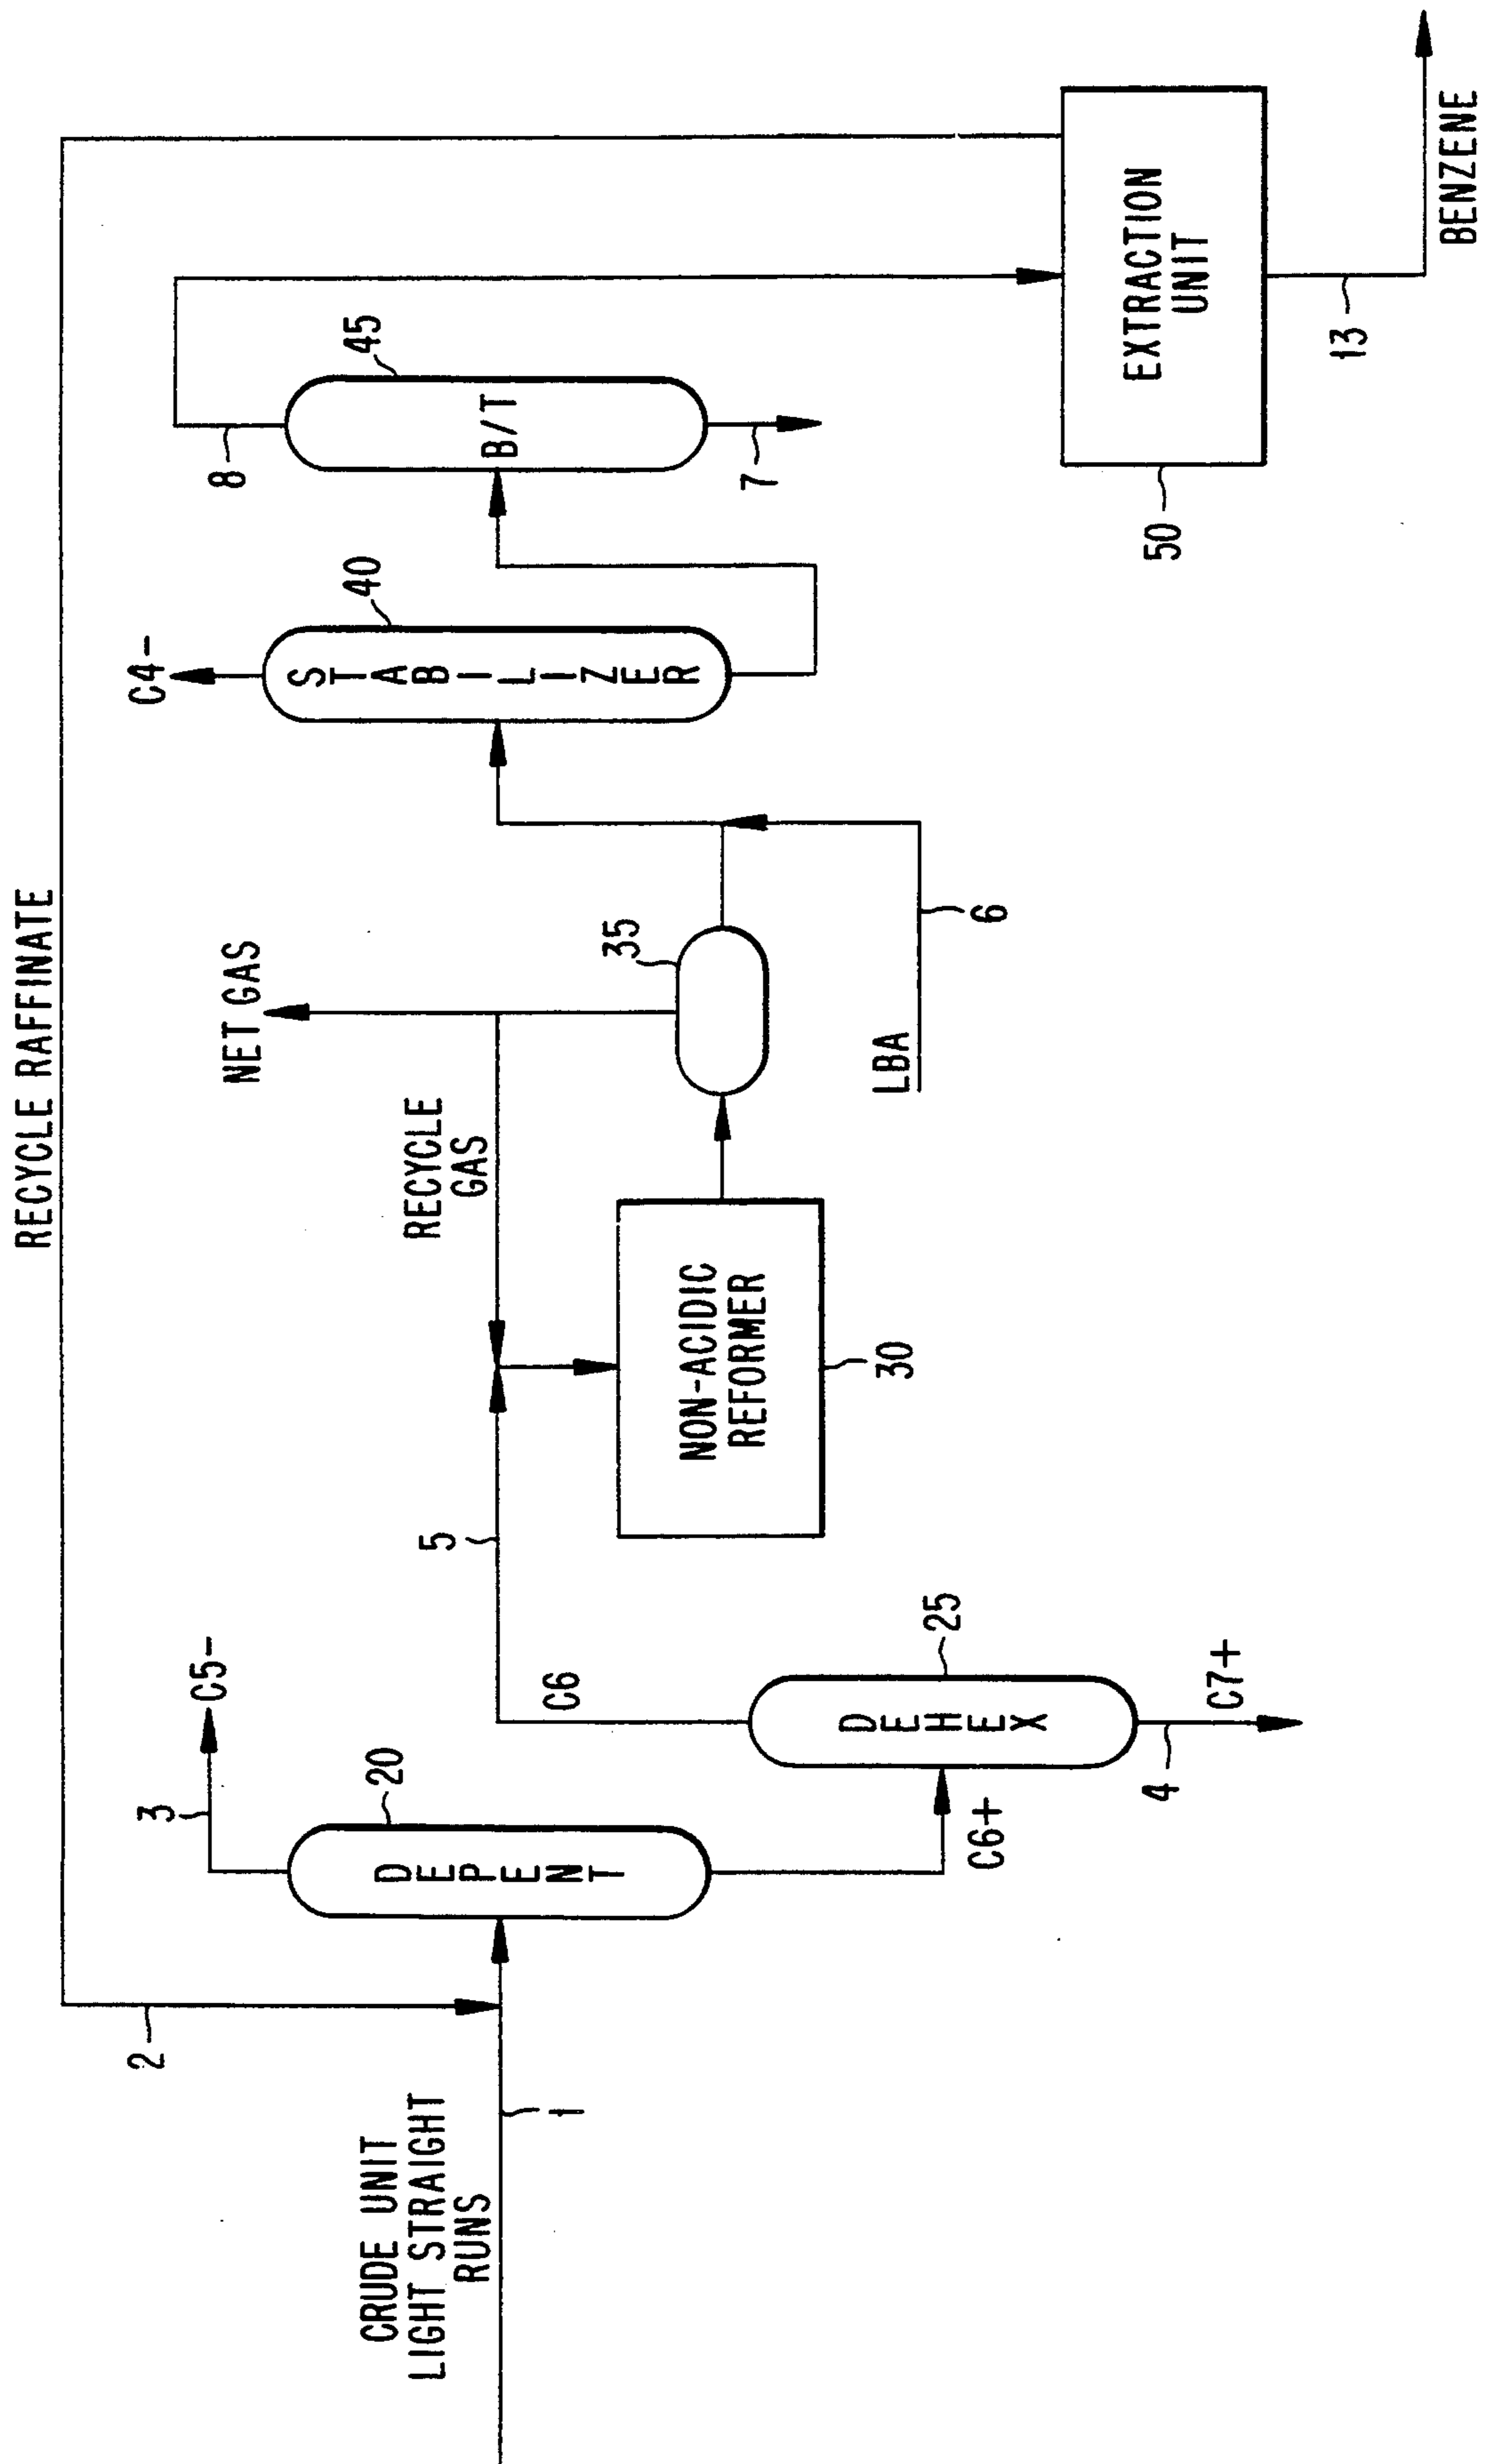 RECYCLE RAFFINATE
2
CRUDE UNIT
LIGHT STRAIGHT
RUNS
1
3
C5-
20
DEPENT
C6+
25
DEHEX
4
C7+
C6
5
RECYCLE
GAS
NET GAS
NON-ACIDIC
REFORMER
30
35
LBA
6
C4-
40
STABILIZER
8
45
B/T
7
EXTRACTION
UNIT
50
13
BENZENE